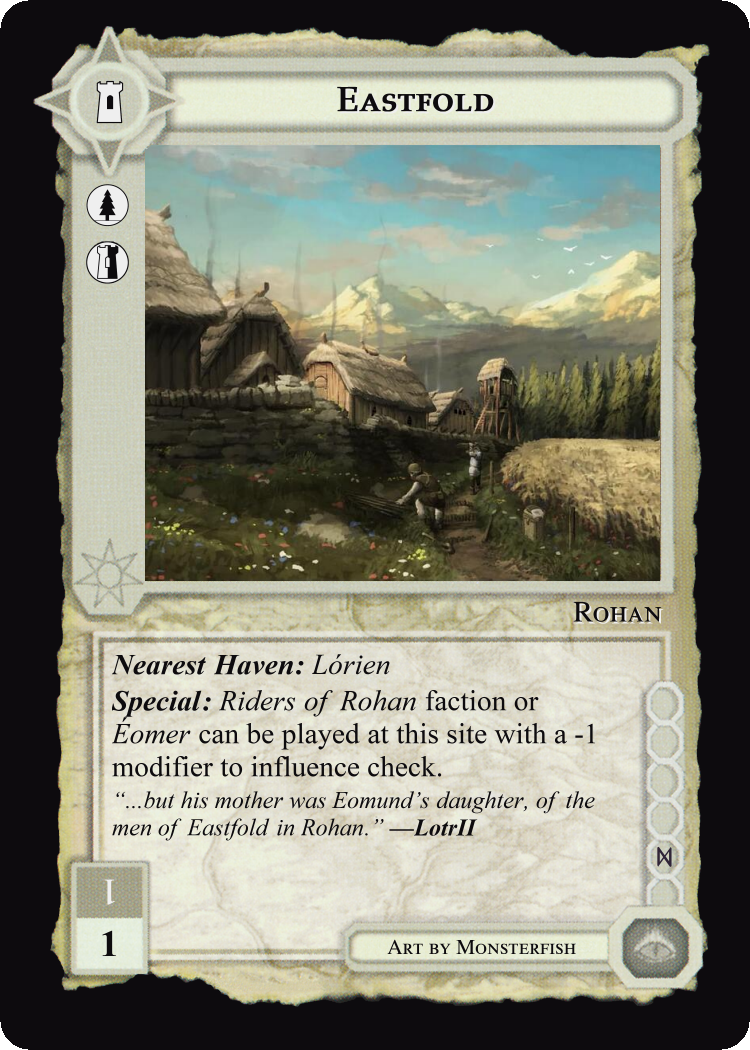 Eastfold
Rohan
Nearest Haven: Lórien
Special: Riders of Rohan faction or
Éomer can be played at this site with a -1
modifier to influence check.
“...but his mother was Eomund’s daughter, of the
men of Eastfold in Rohan.” —LotrII
ᛞ
I
1
Art by Monsterfish